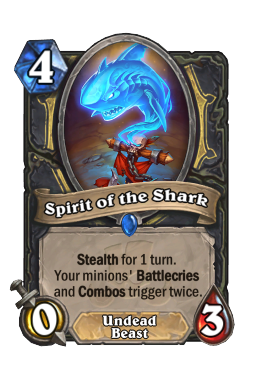 4
Spirit of the Shark
Stealth for 1 turn.
Your minions' Battlecries
and Combos trigger twice.
0
Undead
Beast
3